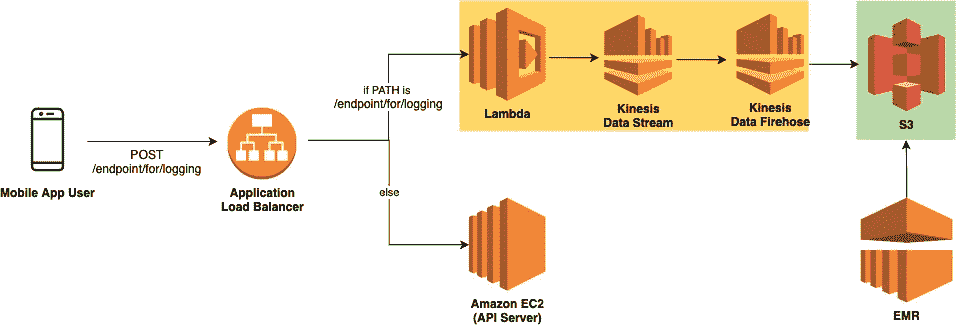 Mobile App User
POST
/endpoint/for/logging
Application
Load Balancer
if PATH is
/endpoint/for/logging
else
Lambda
Kinesis
Data Stream
Kinesis
Data Firehose
S3
Amazon EC2
(API Server)
EMR